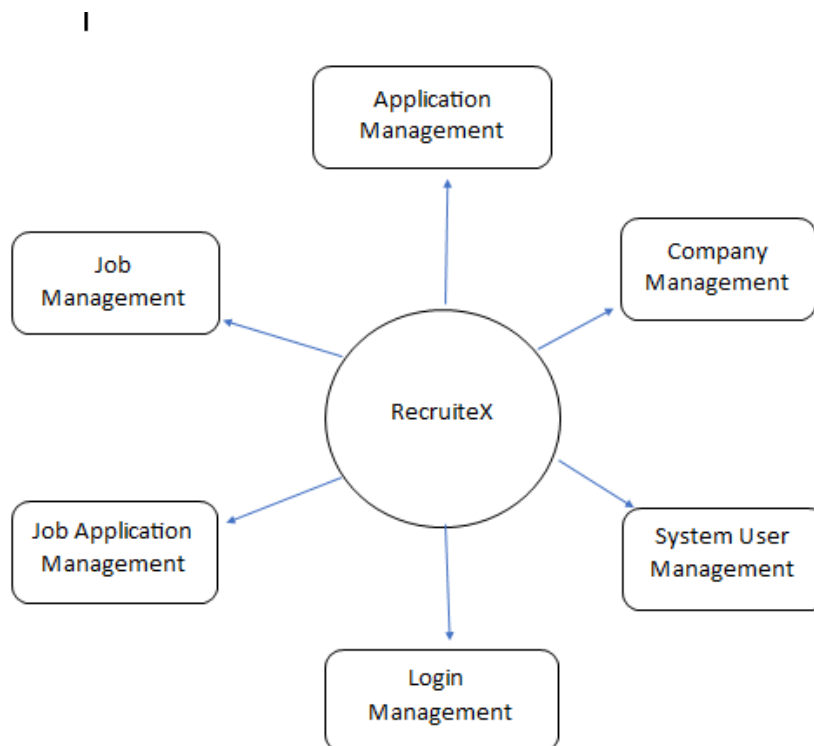 I
Application
Management
Company
Management
Job
Management
RecruiteX
Job Application
Management
System User
Management
Login
Management